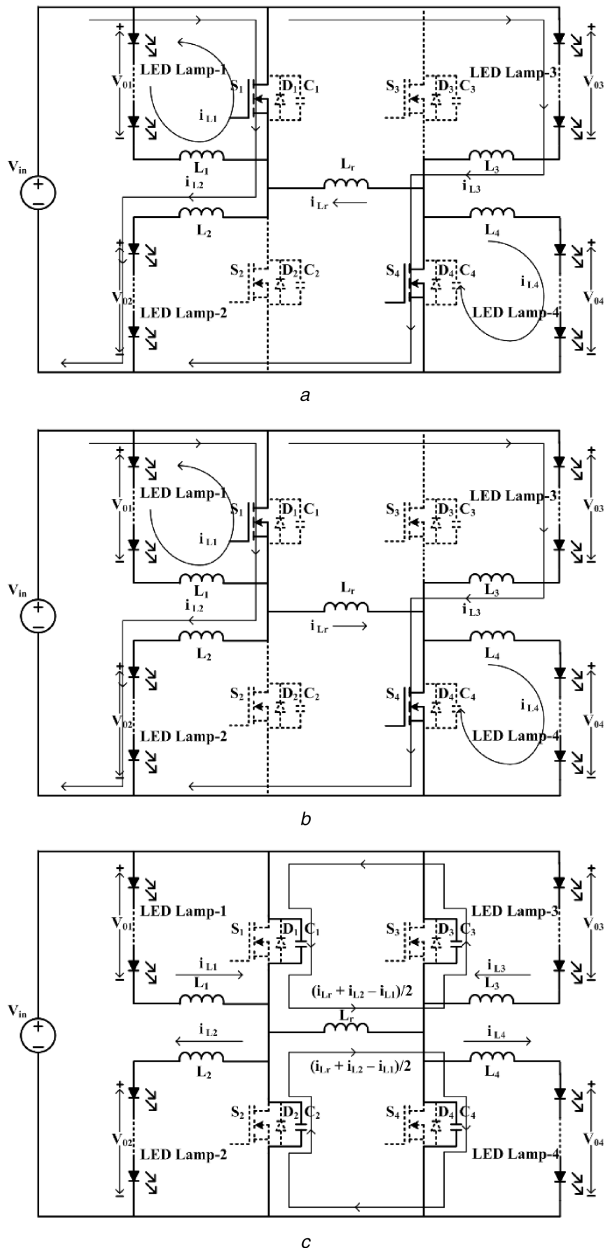 + LED Lamp-1 S1 D1 C1 S3 D3 C3 LED Lamp-3 +
V01 iL1 V03
− L1 Lr L3 −
Vin iL2 iLr iL3
+ L2 L4 +
S2 D2 C2 S4 D4 C4 iL4
V02 LED Lamp-2 LED Lamp-4 V04
− −
a
+ LED Lamp-1 S1 D1 C1 S3 D3 C3 LED Lamp-3 +
V01 iL1 V03
− L1 Lr L3 −
Vin iL2 iLr iL3
+ L2 L4 +
S2 D2 C2 S4 D4 C4 iL4
V02 LED Lamp-2 LED Lamp-4 V04
− −
b
+ LED Lamp-1 S1 D1 C1 S3 D3 C3 LED Lamp-3 +
V01 V03
iL1 iL3
− L1 (iLr + iL2 − iL1)/2 L3 −
Vin Lr
iL2 (iLr + iL2 − iL1)/2 iL4
+ L2 L4 +
S2 D2 C2 S4 D4 C4
V02 LED Lamp-2 LED Lamp-4 V04
− −
c